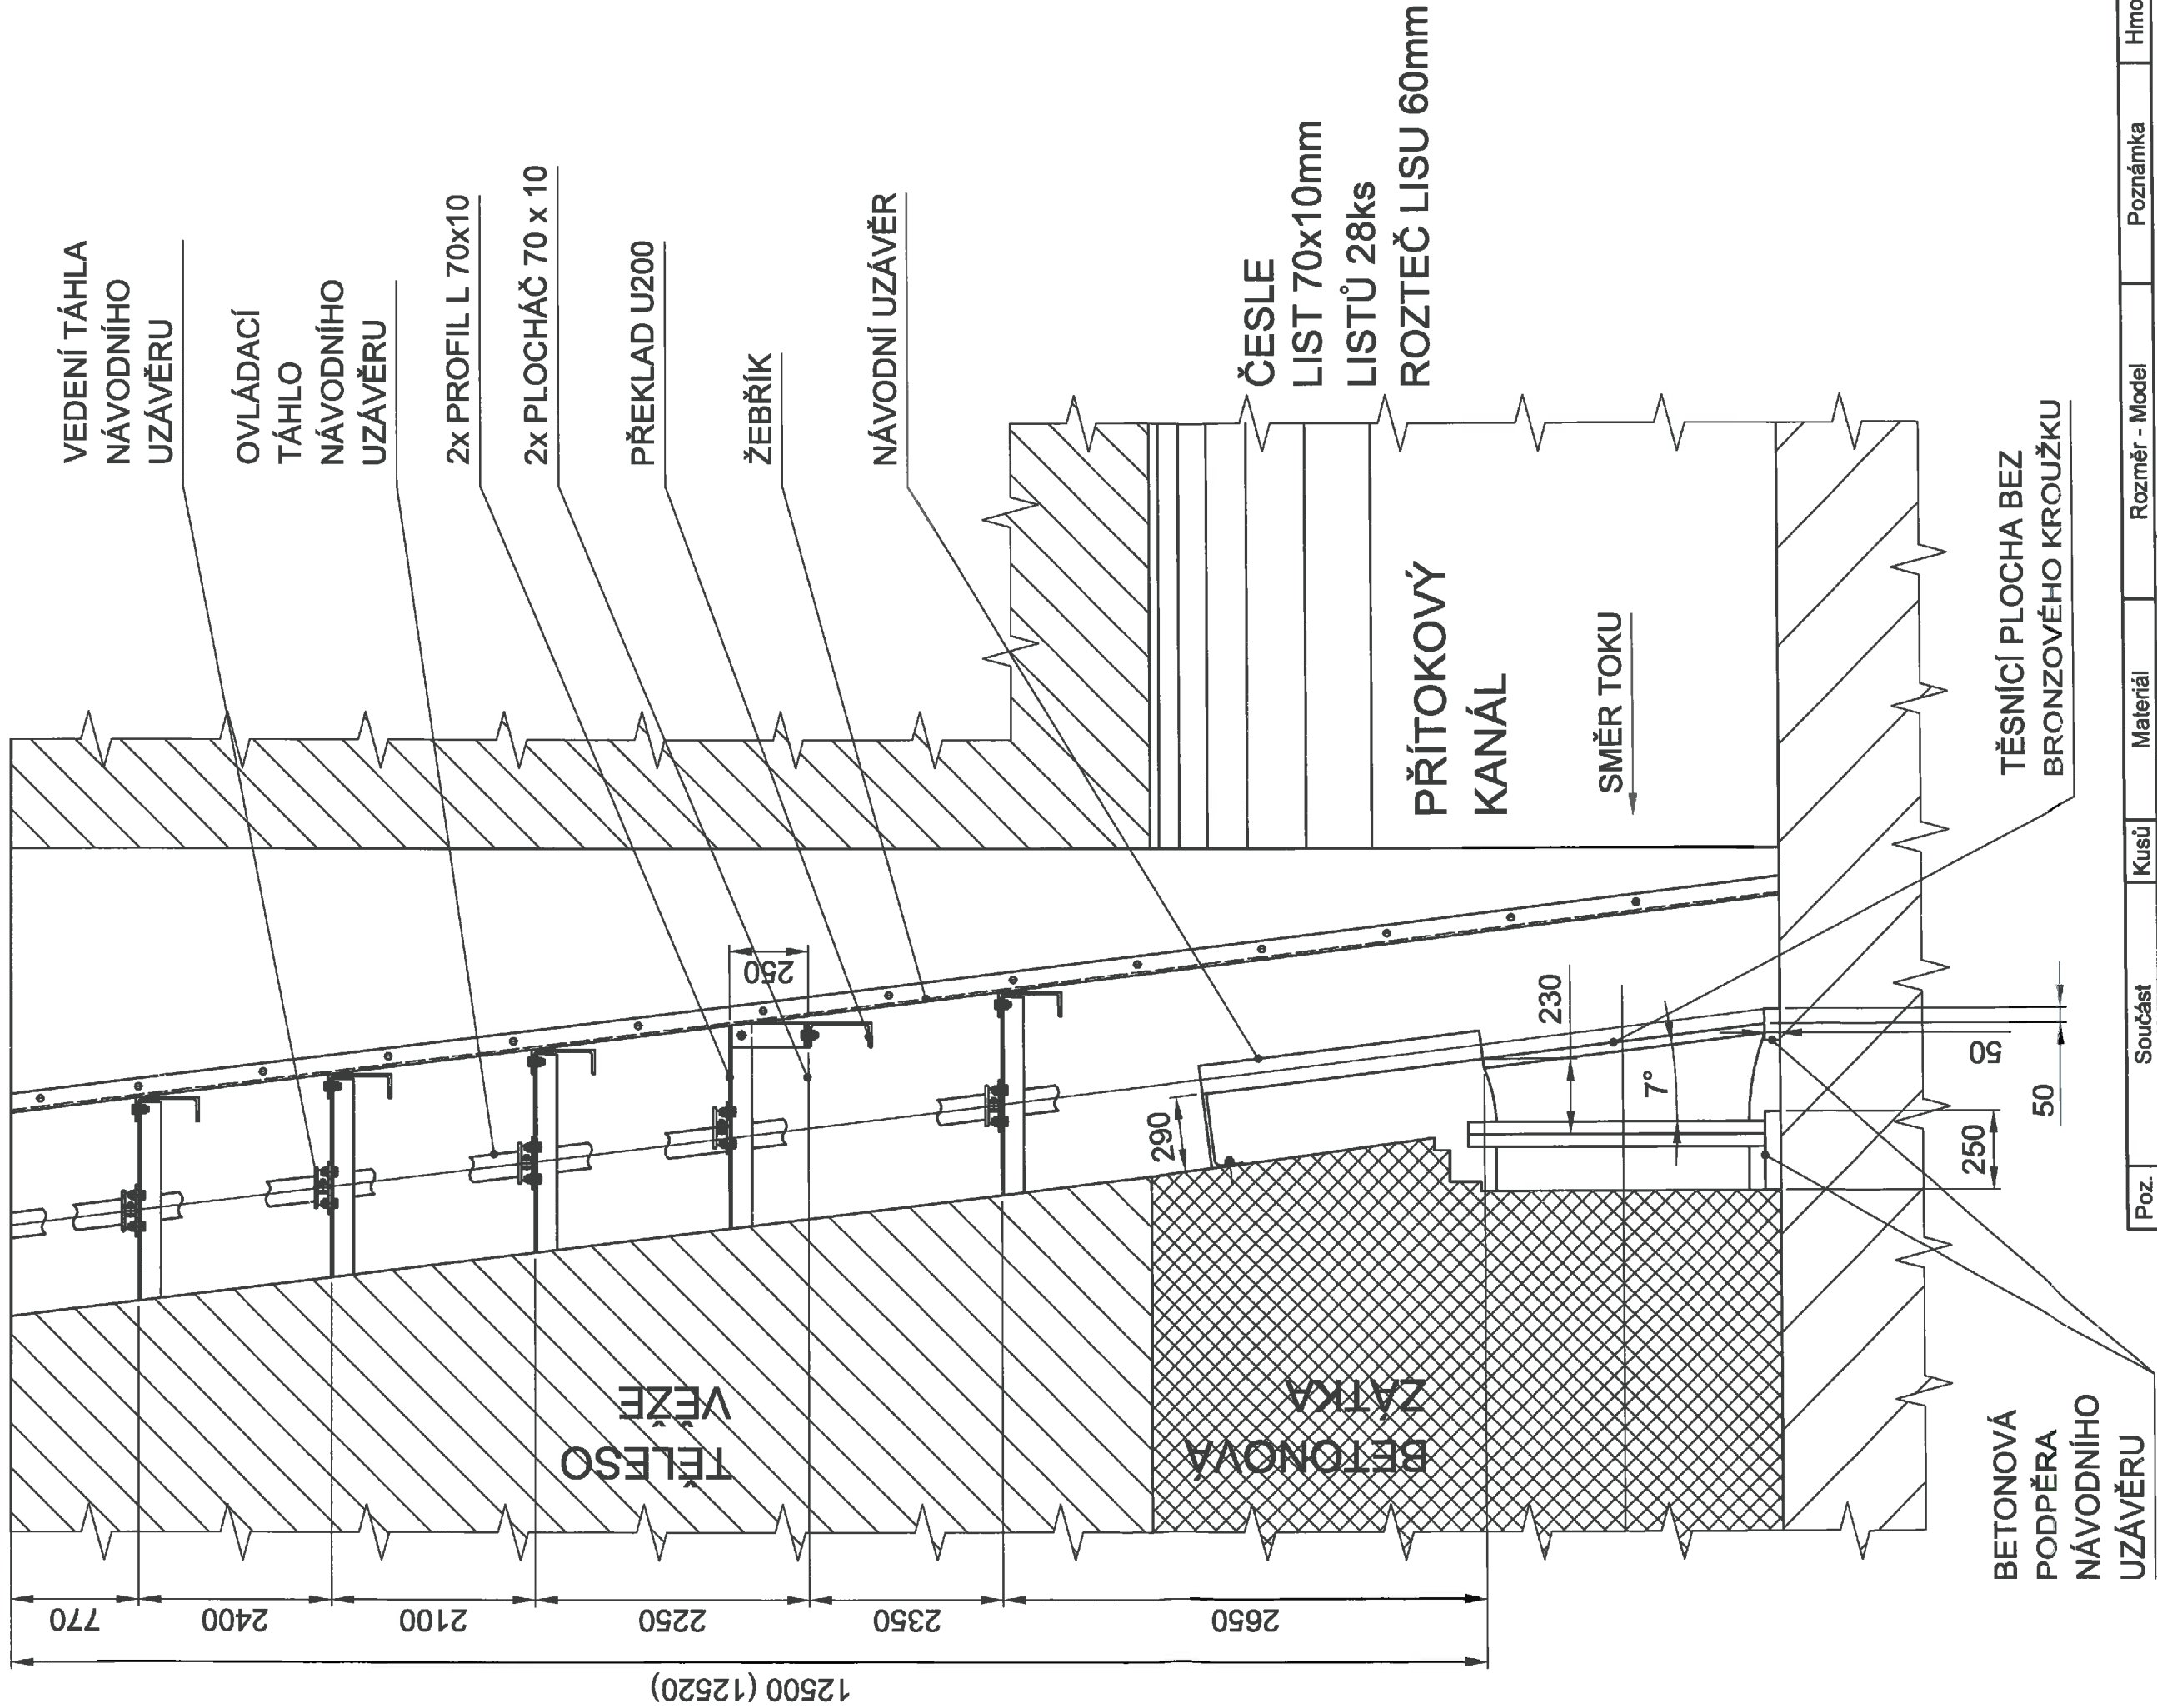 VEDENÍ TÁHLA
NÁVODNÍHO
UZÁVĚRU
OVLÁDACÍ
TÁHLO
NÁVODNÍHO
UZÁVĚRU
2x PROFIL L 70x10
2x PLOCHÁČ 70 x 10
PŘEKLAD U200
ŽEBŘÍK
NÁVODNÍ UZÁVĚR
ČESLE
LIST 70x10mm
LISTŮ 28ks
ROZTEČ LISU 60mm
PŘÍTOKOVÝ
KANÁL
SMĚR TOKU
TĚSNÍCÍ PLOCHA BEZ
BRONZOVÉHO KROUŽKU
TĚLESO
VĚŽE
BETONOVÁ
ZÁTKA
BETONOVÁ
PODPĚRA
NÁVODNÍHO
UZÁVĚRU
770
2400
2100
2250
2350
2650
12500 (12520)
250
290
230
7°
50
50
250
Poz.
Součást
Kusů
Materiál
Rozměr - Model
Poznámka
Hmo